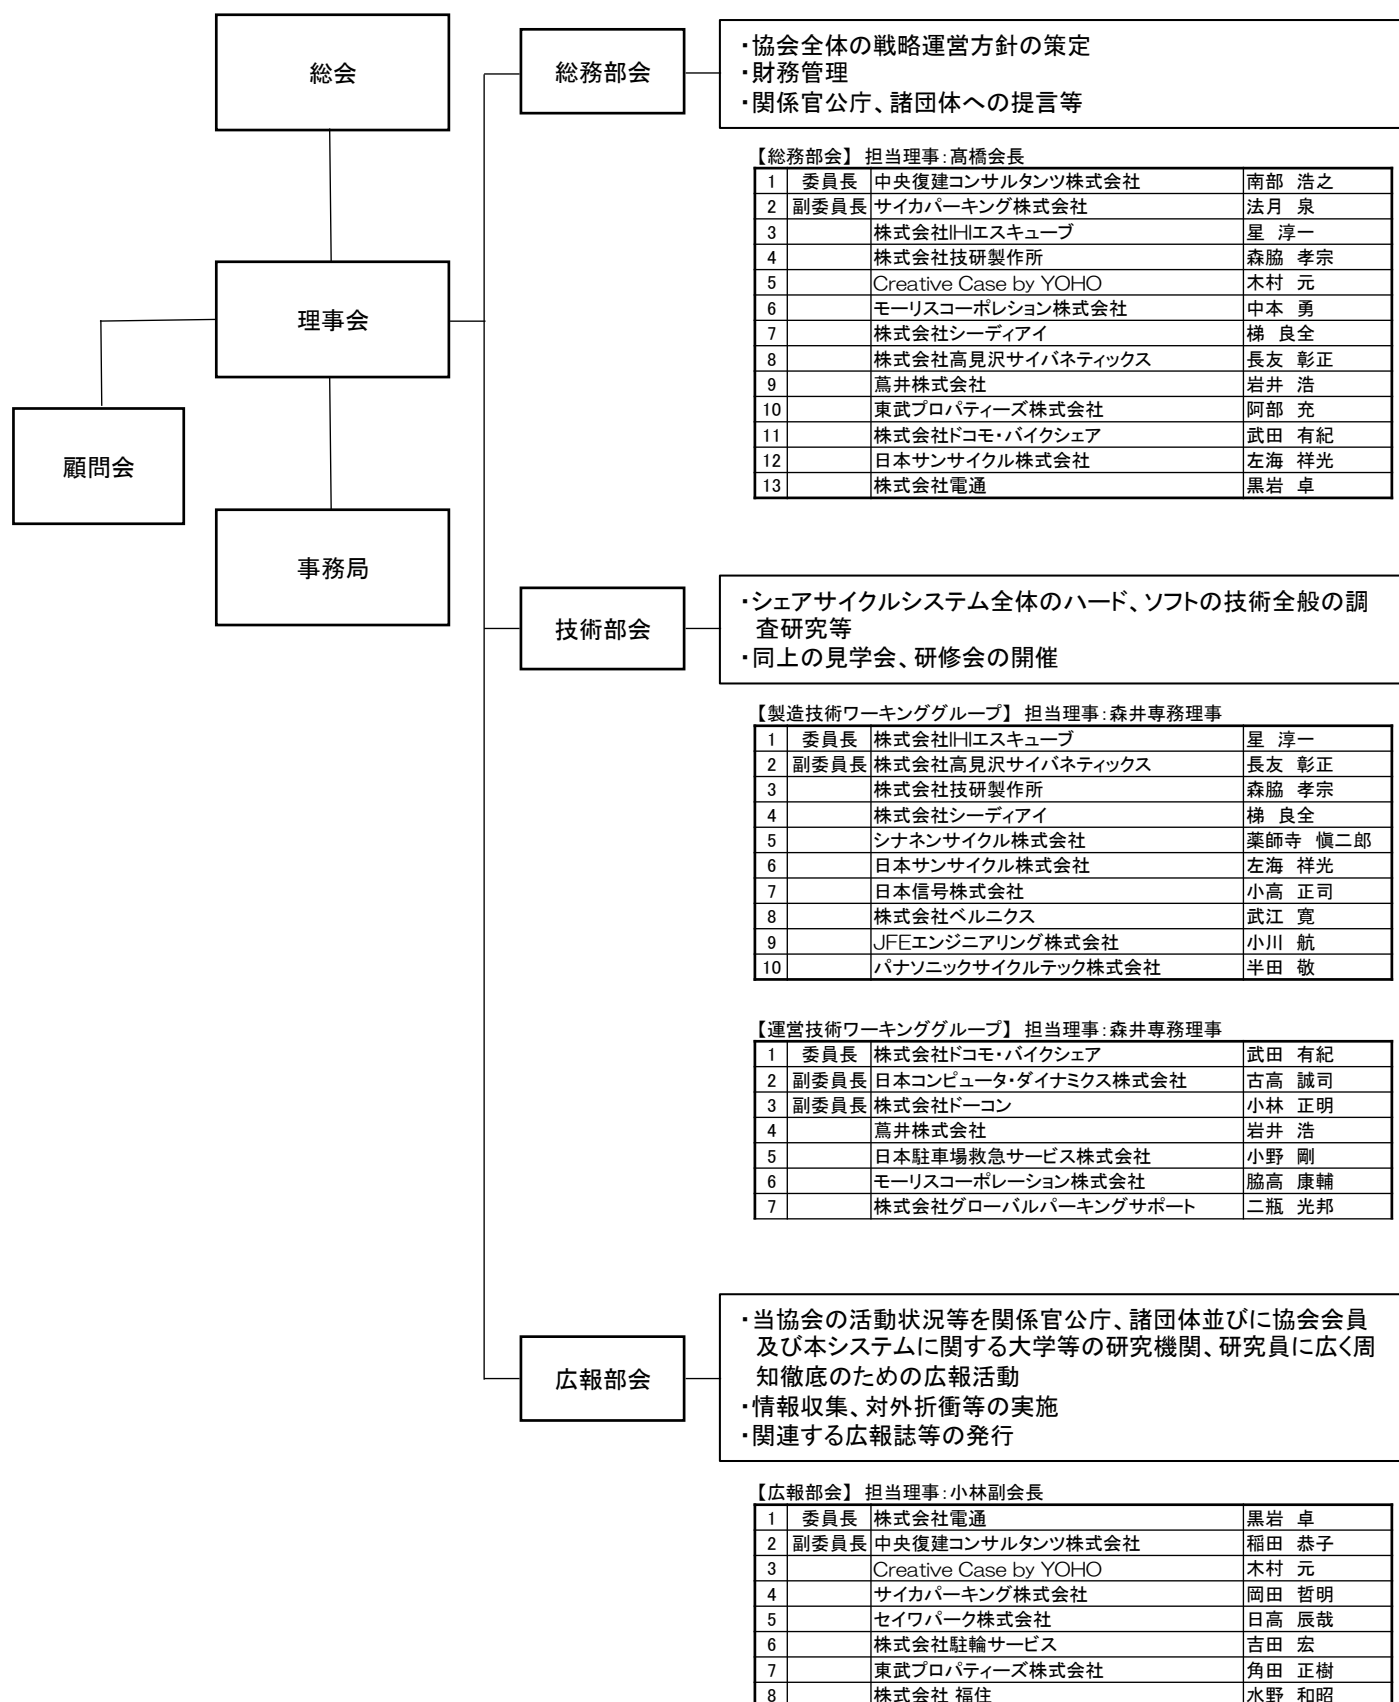 総会
総務部会
・協会全体の戦略運営方針の策定
・財務管理
・関係官公庁、諸団体への提言等
【総務部会】 担当理事：髙橋会長
1 委員長 中央復建コンサルタンツ株式会社 南部 浩之
2 副委員長 サイカパーキング株式会社 法月 泉
3 株式会社IHIエスキューブ 星 淳一
4 株式会社技研製作所 森脇 孝宗
5 Creative Case by YOHO 木村 元
6 モーリスコーポレション株式会社 中本 勇
7 株式会社シーディアイ 梯 良全
8 株式会社高見沢サイバネティックス 長友 彰正
9 蔦井株式会社 岩井 浩
10 東武プロパティーズ株式会社 阿部 充
11 株式会社ドコモ・バイクシェア 武田 有紀
12 日本サンサイクル株式会社 左海 祥光
13 株式会社電通 黒岩 卓
理事会
顧問会
事務局
技術部会
・シェアサイクルシステム全体のハード、ソフトの技術全般の調
査研究等
・同上の見学会、研修会の開催
【製造技術ワーキンググループ】 担当理事：森井専務理事
1 委員長 株式会社IHIエスキューブ 星 淳一
2 副委員長 株式会社高見沢サイバネティックス 長友 彰正
3 株式会社技研製作所 森脇 孝宗
4 株式会社シーディアイ 梯 良全
5 シナネンサイクル株式会社 薬師寺 愼二郎
6 日本サンサイクル株式会社 左海 祥光
7 日本信号株式会社 小高 正司
8 株式会社ベルニクス 武江 寛
9 JFEエンジニアリング株式会社 小川 航
10 パナソニックサイクルテック株式会社 半田 敬
【運営技術ワーキンググループ】 担当理事：森井専務理事
1 委員長 株式会社ドコモ・バイクシェア 武田 有紀
2 副委員長 日本コンピュータ・ダイナミクス株式会社 古高 誠司
3 副委員長 株式会社ドーコン 小林 正明
4 蔦井株式会社 岩井 浩
5 日本駐車場救急サービス株式会社 小野 剛
6 モーリスコーポレーション株式会社 脇高 康輔
7 株式会社グローバルパーキングサポート 二瓶 光邦
広報部会
・当協会の活動状況等を関係官公庁、諸団体並びに協会会員
及び本システムに関する大学等の研究機関、研究員に広く周
知徹底のための広報活動
・情報収集、対外折衝等の実施
・関連する広報誌等の発行
【広報部会】 担当理事：小林副会長
1 委員長 株式会社電通 黒岩 卓
2 副委員長 中央復建コンサルタンツ株式会社 稲田 恭子
3 Creative Case by YOHO 木村 元
4 サイカパーキング株式会社 岡田 哲明
5 セイワパーク株式会社 日高 辰哉
6 株式会社駐輪サービス 吉田 宏
7 東武プロパティーズ株式会社 角田 正樹
8 株式会社 福住 水野 和昭